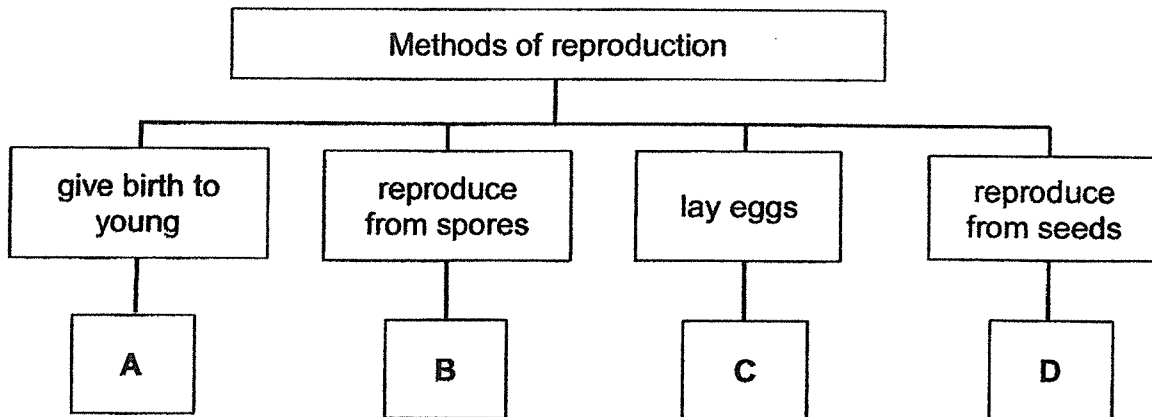 Methods of reproduction
give birth to
young
reproduce
from spores
lay eggs
reproduce
from seeds
A
B
C
D